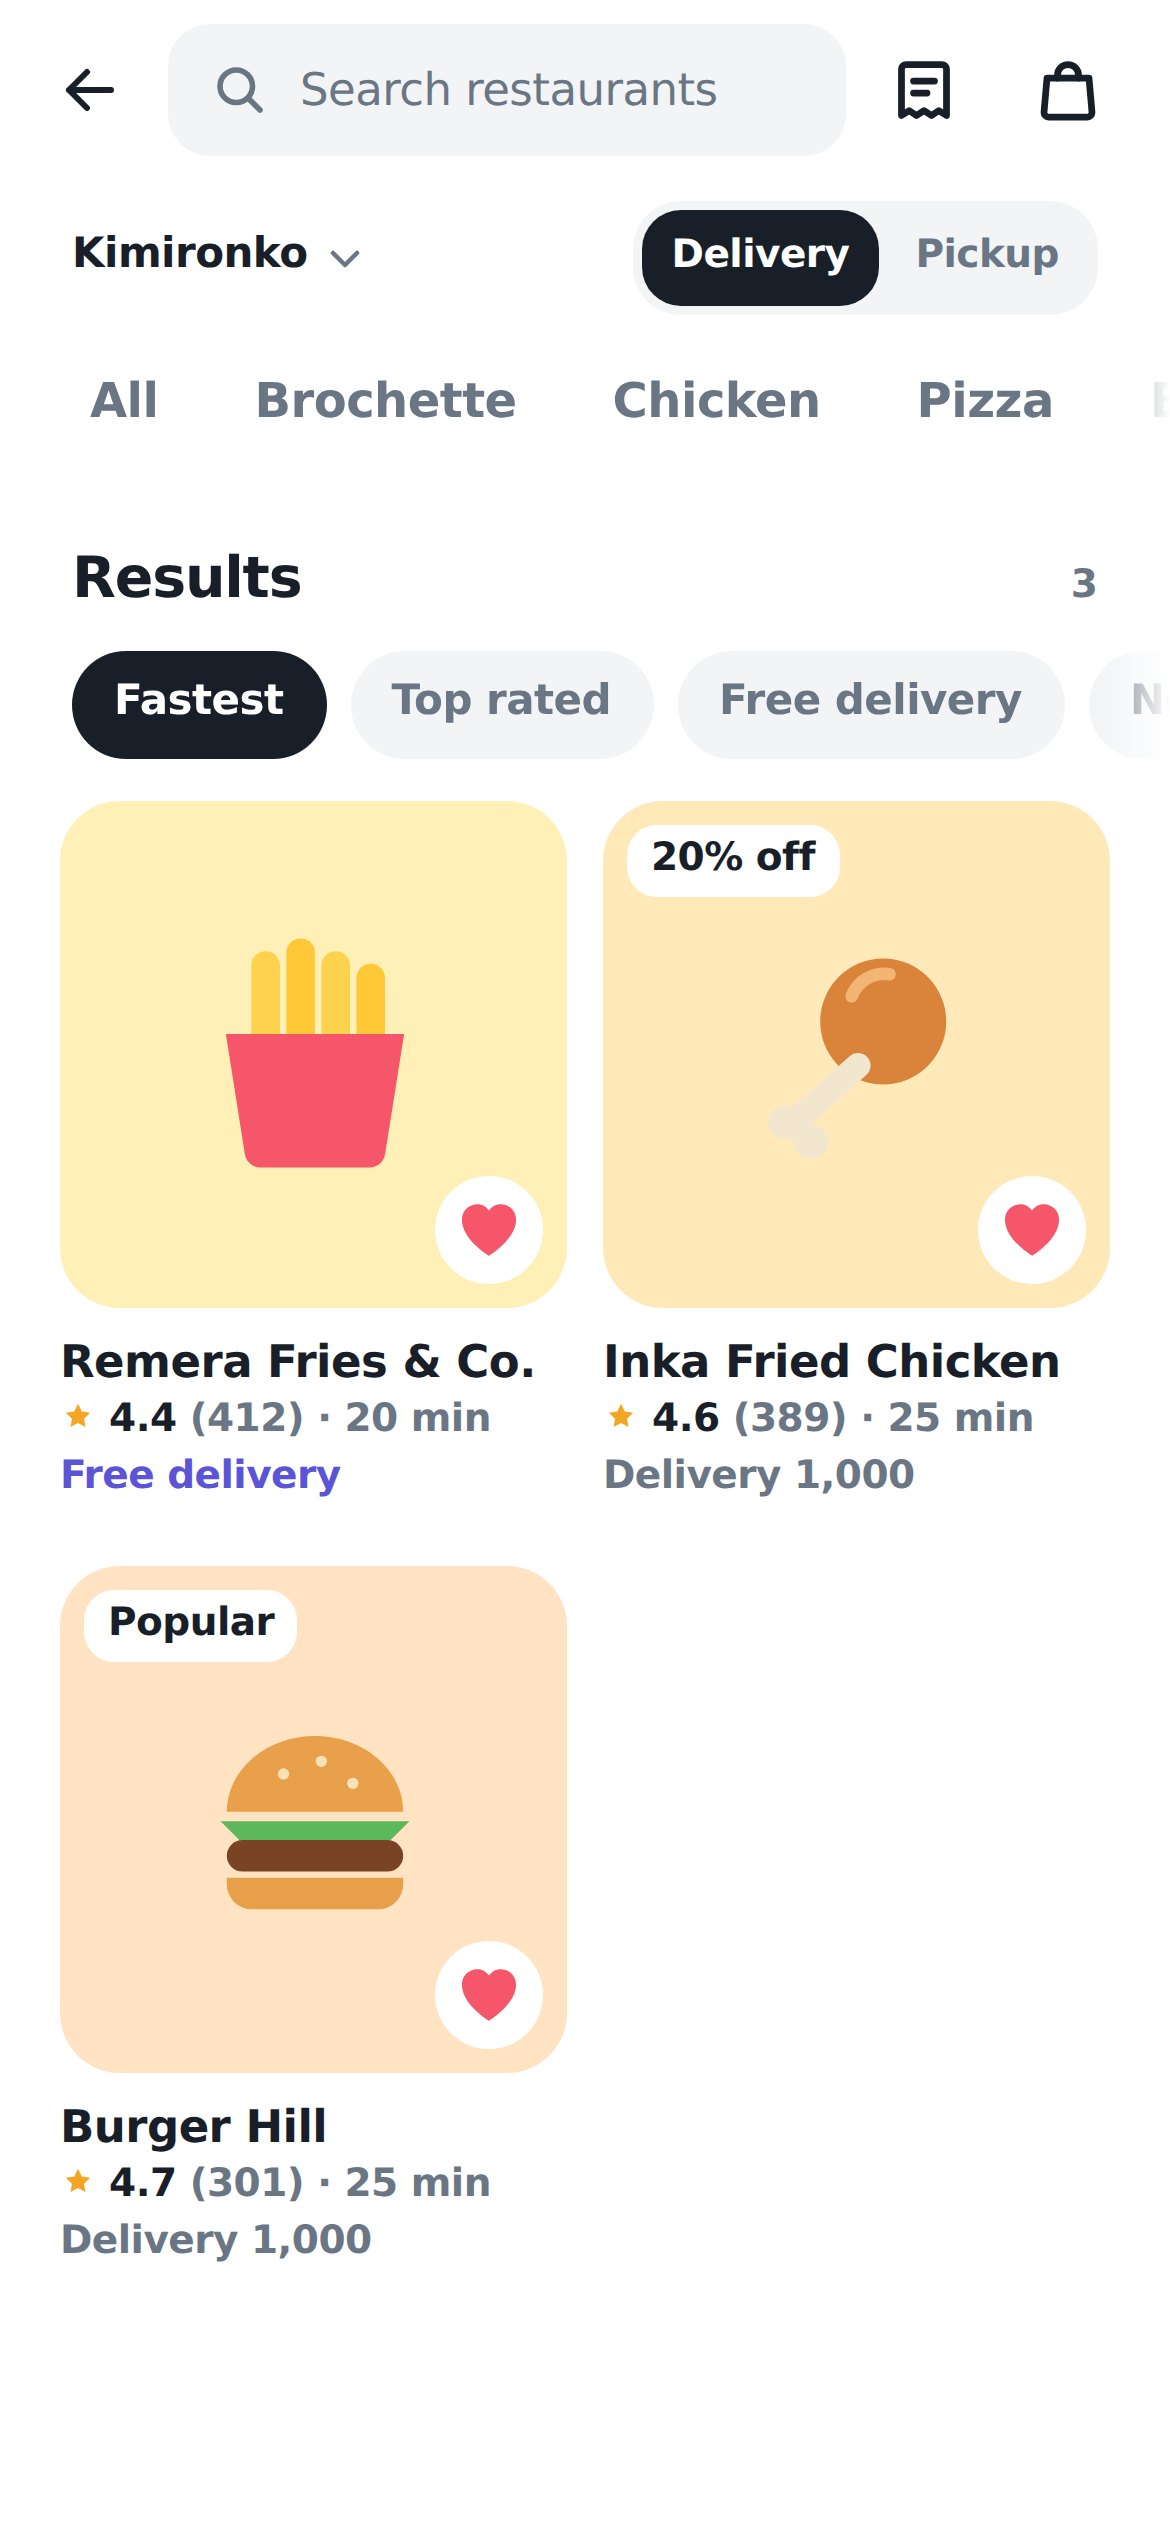 Search restaurants
Kimironko
Delivery Pickup
All Brochette Chicken Pizza
Results 3
Fastest Top rated Free delivery
20% off
Remera Fries & Co.
4.4 (412) · 20 min
Free delivery
Inka Fried Chicken
4.6 (389) · 25 min
Delivery 1,000
Popular
Burger Hill
4.7 (301) · 25 min
Delivery 1,000